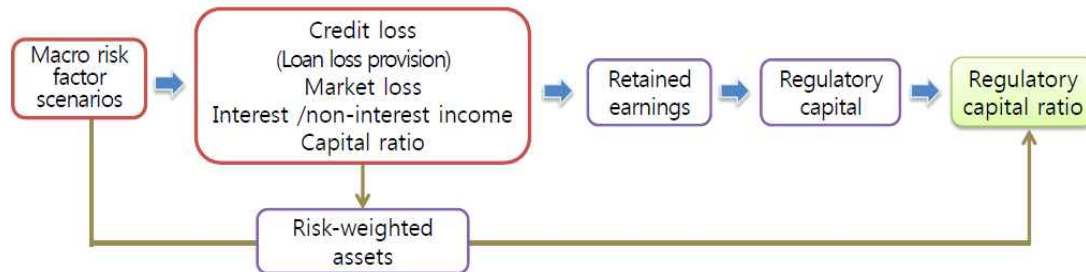 Macro risk
factor
scenarios
Credit loss
(Loan loss provision)
Market loss
Interest /non-interest income
Capital ratio
Retained
earnings
Regulatory
capital
Regulatory
capital ratio
Risk-weighted
assets